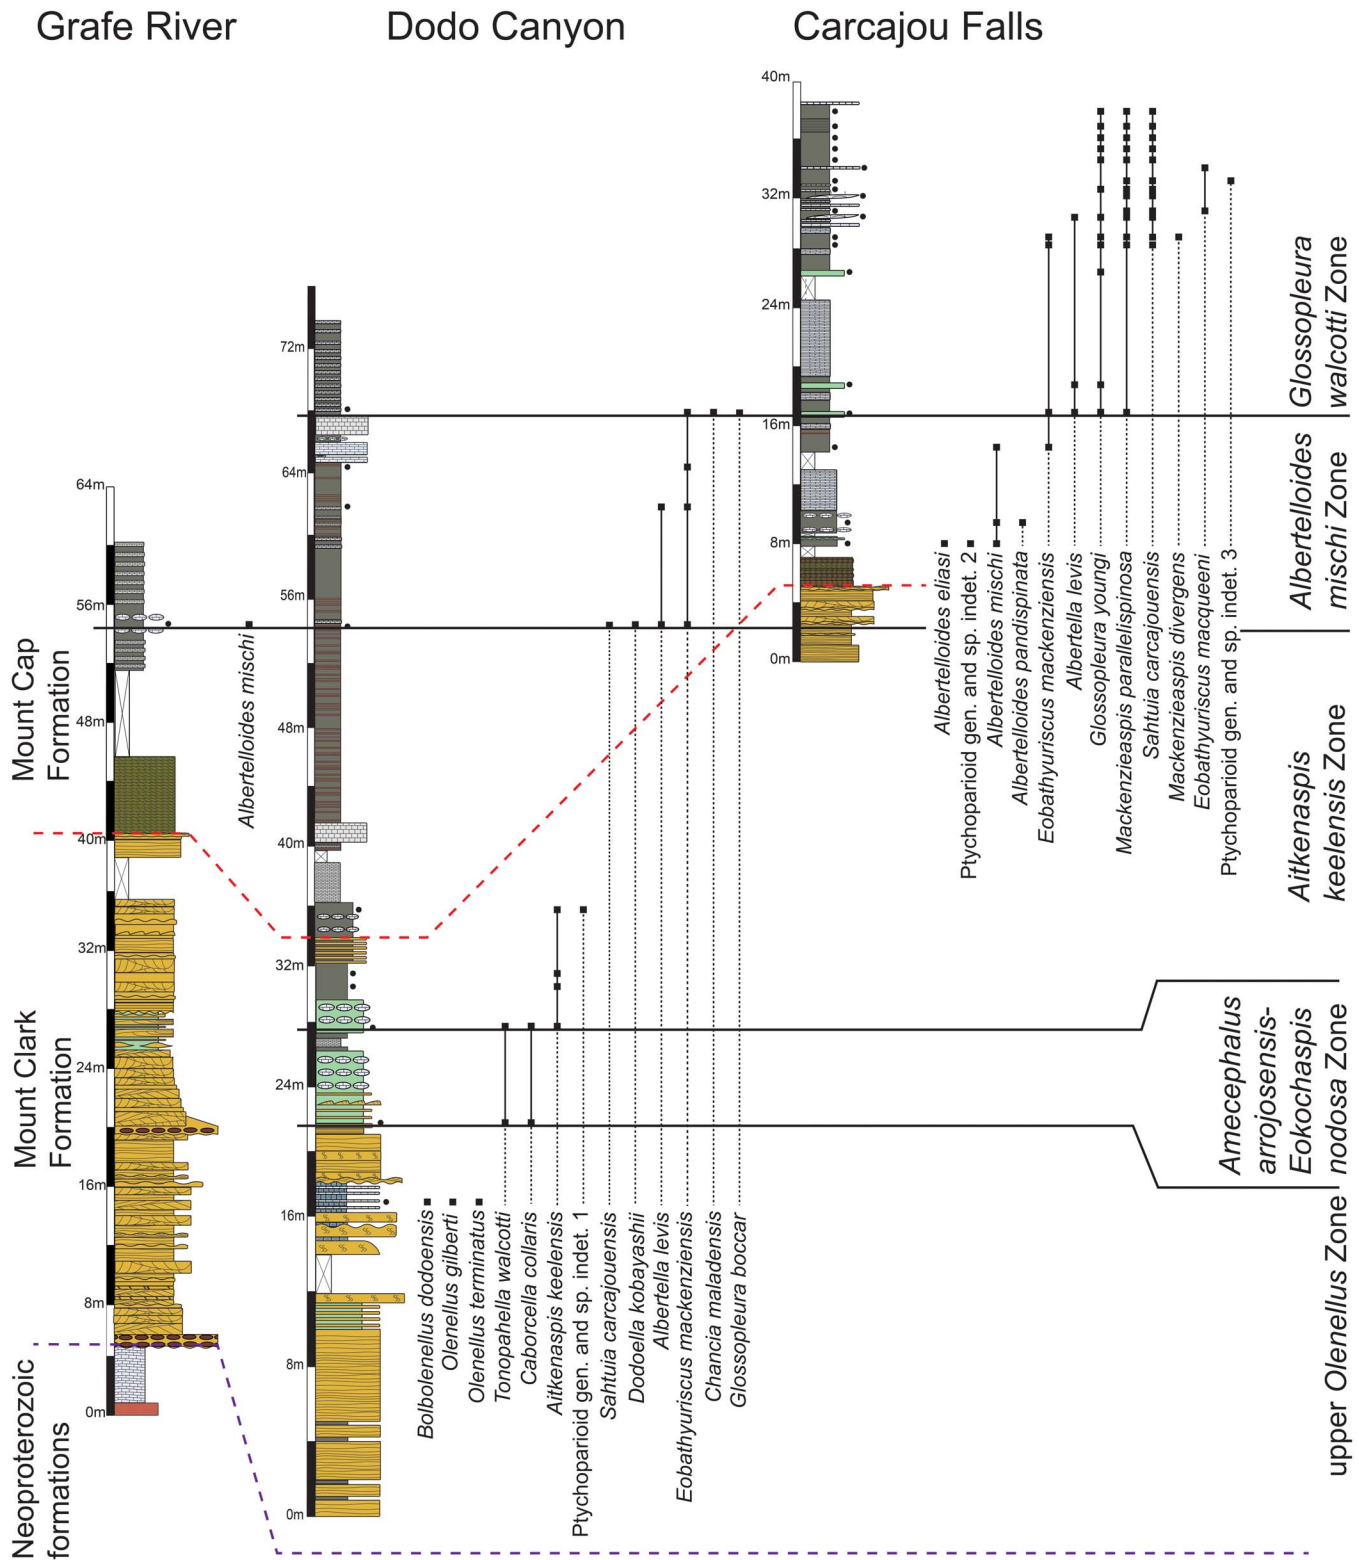 Grafe River
Dodo Canyon
Carcajou Falls
Mount Cap
Formation
Mount Clark
Formation
Neoproterozoic
formations
64m
56m
48m
40m
32m
24m
16m
8m
0m
Albertelloides mischi
72m
64m
56m
48m
40m
32m
24m
16m
8m
0m
Bolbolenellus dodoensis
Olenellus gilberti
Olenellus terminatus
Tonopahella walcotti
Caborcella collaris
Aitkenaspis keelensis
Ptychoparioid gen. and sp. indet. 1
Sahtuia carcajouensis
Dodoella kobayashii
Albertella levis
Eobathyuriscus mackenziensis
Chancia maladensis
Glossopleura boccar
40m
32m
24m
16m
8m
0m
Albertelloides eliasi
Ptychoparioid gen. and sp. indet. 2
Albertelloides mischi
Albertelloides pandispinata
Eobathyuriscus mackenziensis
Albertella levis
Glossopleura youngi
Mackenzieaspis parallelispinosa
Sahtuia carcajouensis
Mackenzieaspis divergens
Eobathyuriscus macqueeni
Ptychoparioid gen. and sp. indet. 3
Glossopleura
walcotti Zone
Albertelloides
mischi Zone
Aitkenaspis
keelensis Zone
Amecephalus
arrojosensis-
Eokochaspis
nodosa Zone
upper Olenellus Zone